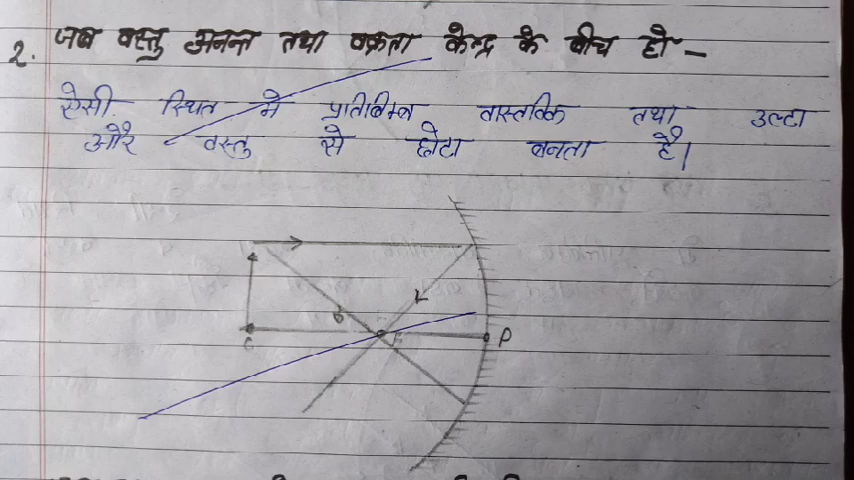 2. जब वस्तु अनन्त तथा वक्रता केन्द्र के बीच हो -
ऐसी स्थित मे प्रतिबिम्ब वास्तविक तथा उल्टा
और वस्तु से छोटा बनता है।
C F P